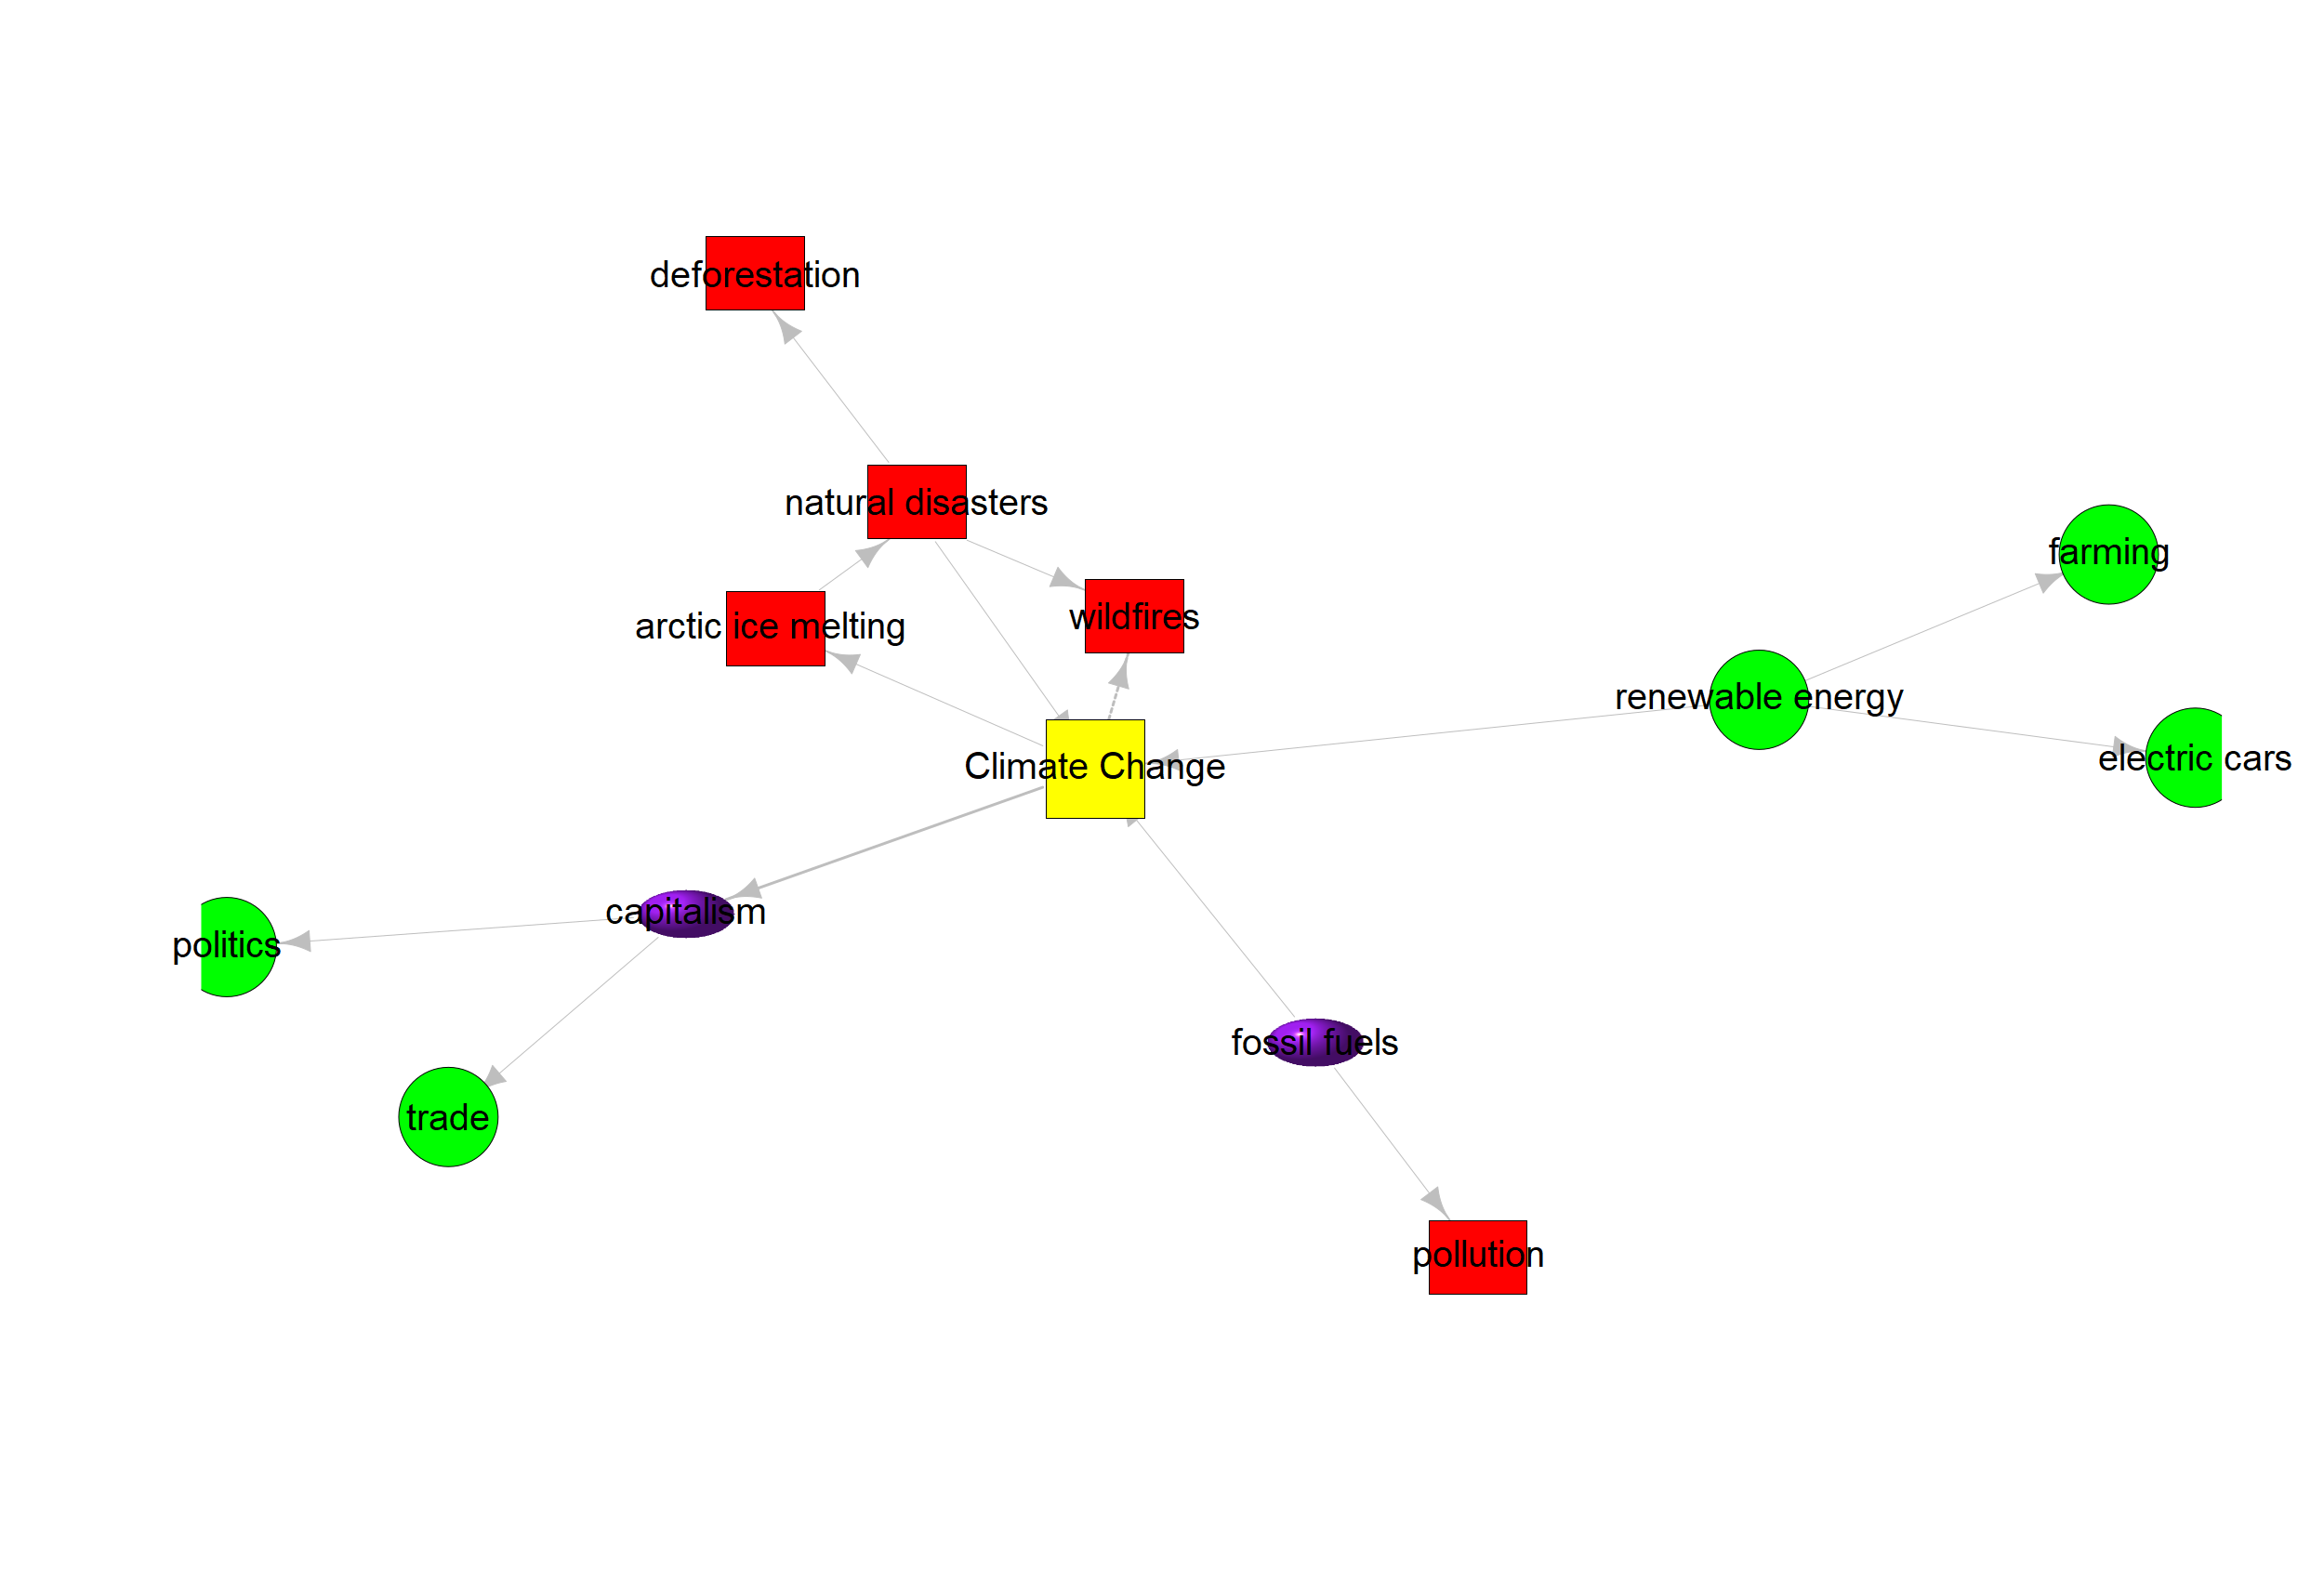 deforestation
natural disasters
farming
wildfires
arctic ice melting
renewable energy
electric cars
Climate Change
capitalism
politics
fossil fuels
trade
pollution